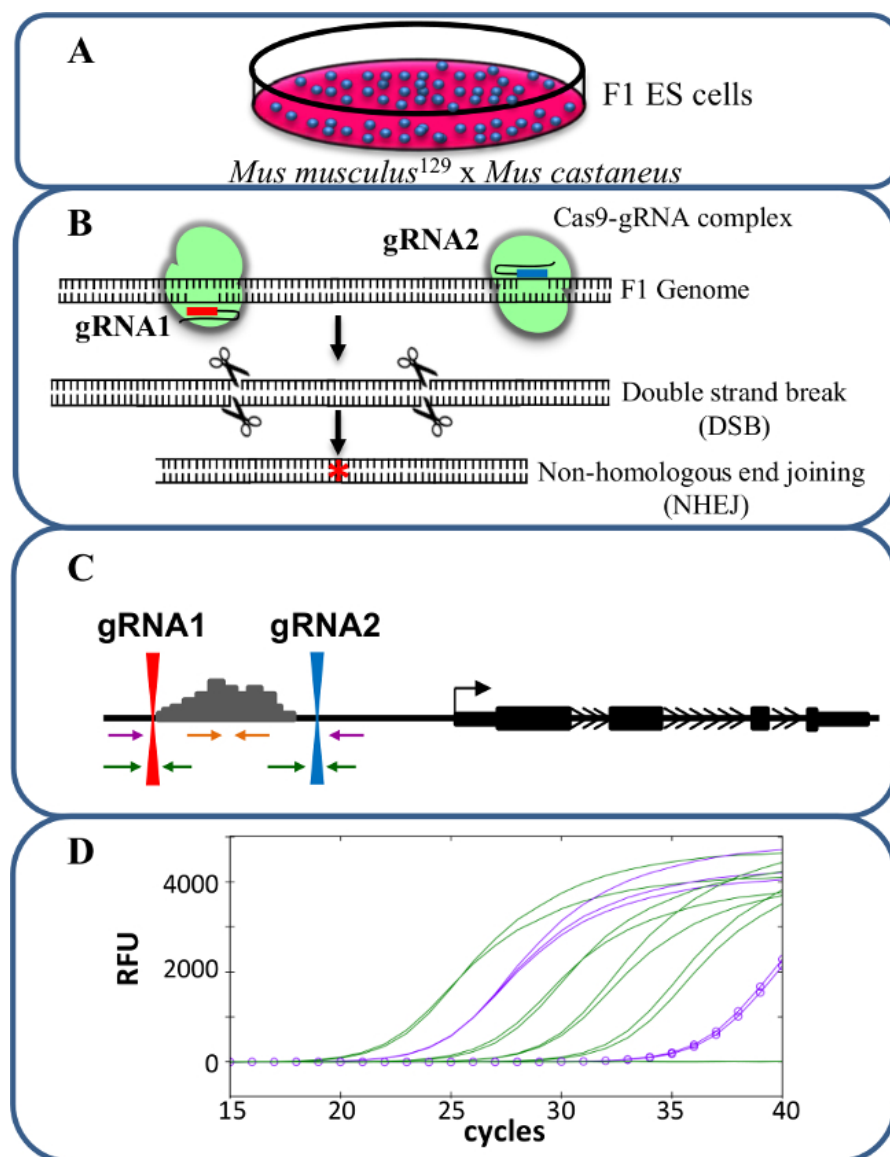 A
F1 ES cells
Mus musculus¹²⁹ x Mus castaneus
B
Cas9-gRNA complex
gRNA2
F1 Genome
gRNA1
Double strand break
(DSB)
Non-homologous end joining
(NHEJ)
C
gRNA1 gRNA2
D
4000
2000
0
RFU
15 20 25 30 35 40
cycles